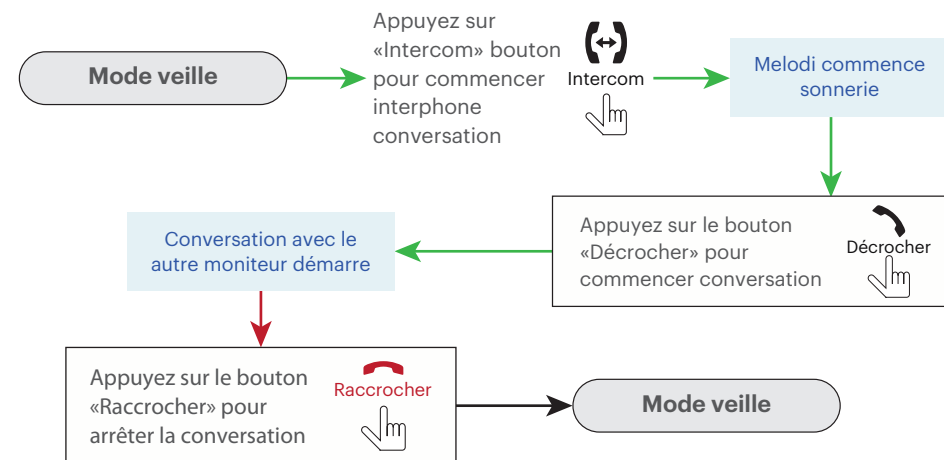 Mode veille
Appuyez sur
«Intercom» bouton
pour commencer
interphone
conversation
Intercom
Melodi commence
sonnerie
Appuyez sur le bouton
«Décrocher» pour
commencer conversation
Décrocher
Conversation avec le
autre moniteur démarre
Appuyez sur le bouton
«Raccrocher» pour
arrêter la conversation
Raccrocher
Mode veille